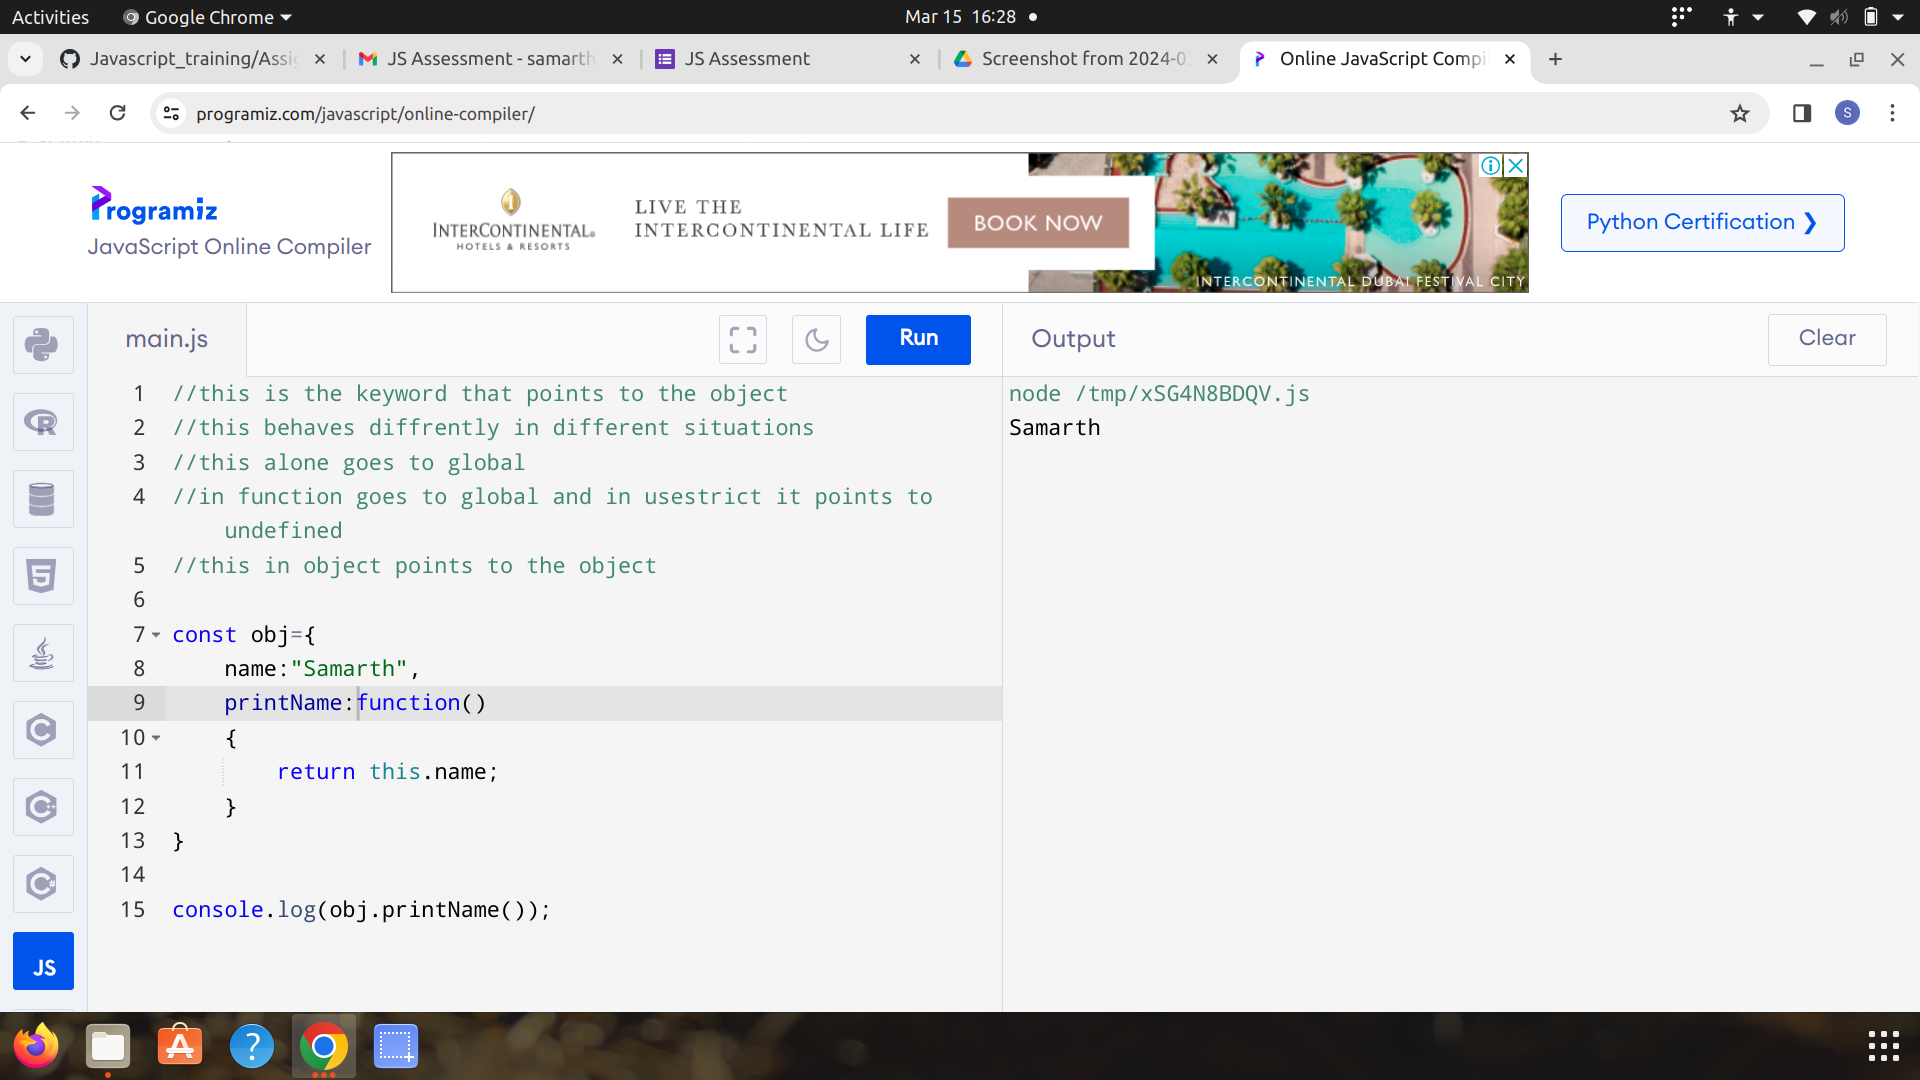 Activities Google Chrome Mar 15 16:28
Javascript_training/Assig JS Assessment - samarth JS Assessment Screenshot from 2024-03 Online JavaScript Compi
programiz.com/javascript/online-compiler/ S
Programiz
JavaScript Online Compiler
INTERCONTINENTAL®
HOTELS & RESORTS
LIVE THE
INTERCONTINENTAL LIFE
BOOK NOW
INTERCONTINENTAL DUBAI FESTIVAL CITY
Python Certification ❯
main.js Run Output Clear
1 //this is the keyword that points to the object
2 //this behaves diffrently in different situations
3 //this alone goes to global
4 //in function goes to global and in usestrict it points to
undefined
5 //this in object points to the object
6
7 const obj={
8 name:"Samarth",
9 printName:function()
10 {
11 return this.name;
12 }
13 }
14
15 console.log(obj.printName());
node /tmp/xSG4N8BDQV.js
Samarth
JS